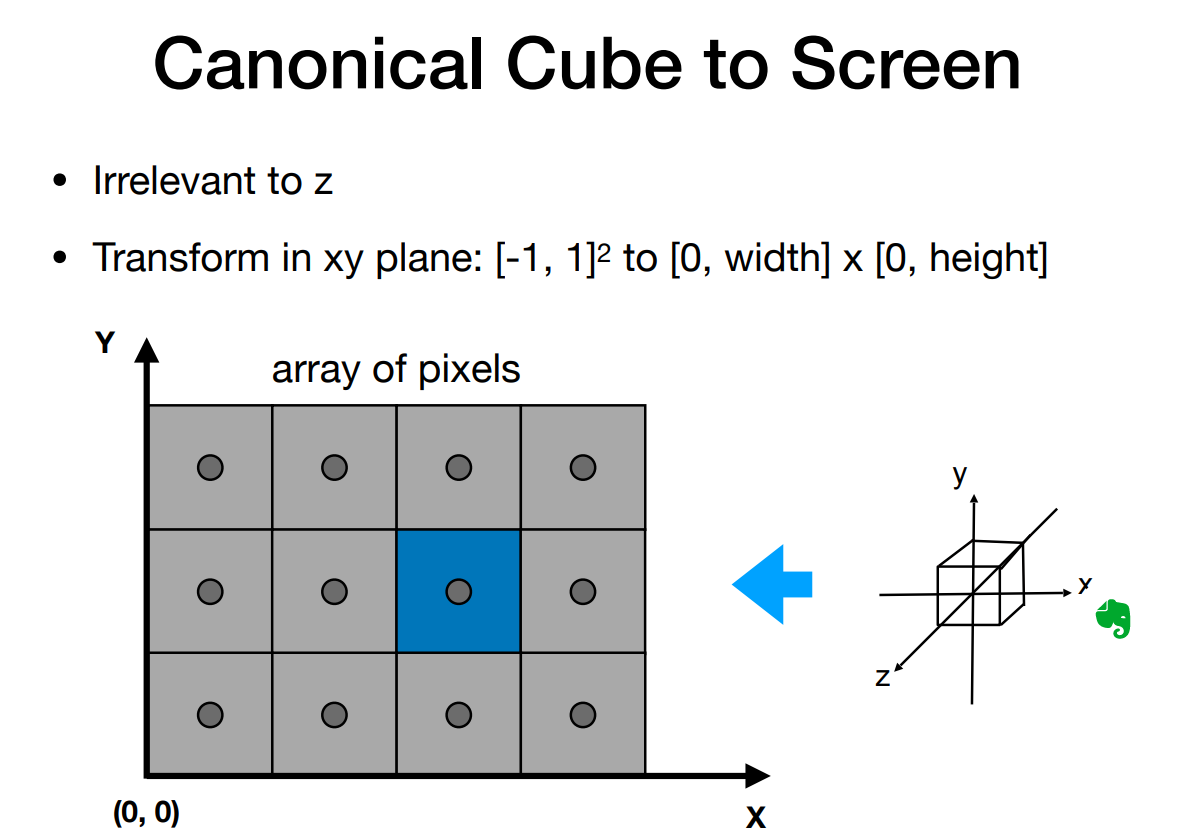 Canonical Cube to Screen
• Irrelevant to z
• Transform in xy plane: [-1, 1]² to [0, width] x [0, height]
Y
array of pixels
y
x
z
(0, 0)
X